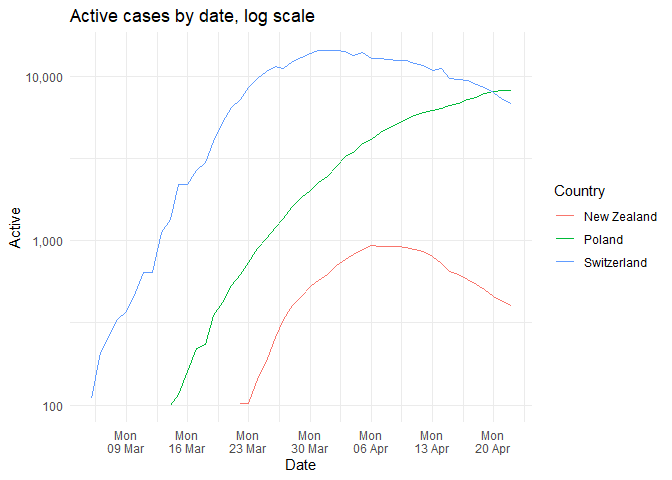 Active cases by date, log scale
10,000
1,000
100
Active
Mon
09 Mar
Mon
16 Mar
Mon
23 Mar
Mon
30 Mar
Mon
06 Apr
Mon
13 Apr
Mon
20 Apr
Date
Country
New Zealand
Poland
Switzerland